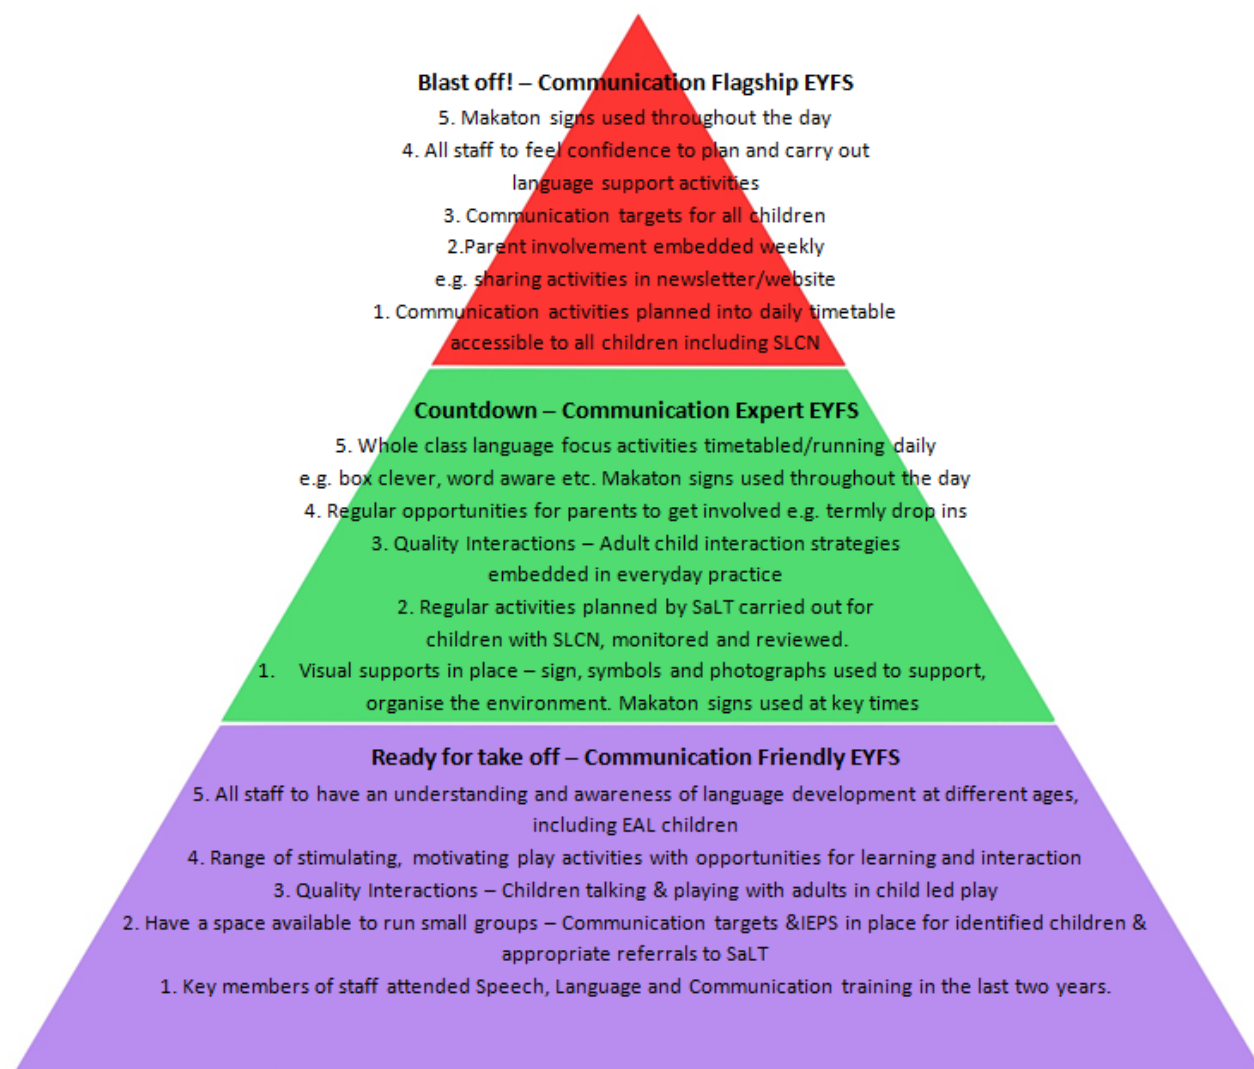 Blast off! – Communication Flagship EYFS
5. Makaton signs used throughout the day
4. All staff to feel confidence to plan and carry out
language support activities
3. Communication targets for all children
2.Parent involvement embedded weekly
e.g. sharing activities in newsletter/website
1. Communication activities planned into daily timetable
accessible to all children including SLCN
Countdown – Communication Expert EYFS
5. Whole class language focus activities timetabled/running daily
e.g. box clever, word aware etc. Makaton signs used throughout the day
4. Regular opportunities for parents to get involved e.g. termly drop ins
3. Quality Interactions – Adult child interaction strategies
embedded in everyday practice
2. Regular activities planned by SaLT carried out for
children with SLCN, monitored and reviewed.
1. Visual supports in place – sign, symbols and photographs used to support,
organise the environment. Makaton signs used at key times
Ready for take off – Communication Friendly EYFS
5. All staff to have an understanding and awareness of language development at different ages,
including EAL children
4. Range of stimulating, motivating play activities with opportunities for learning and interaction
3. Quality Interactions – Children talking & playing with adults in child led play
2. Have a space available to run small groups – Communication targets &IEPS in place for identified children &
appropriate referrals to SaLT
1. Key members of staff attended Speech, Language and Communication training in the last two years.